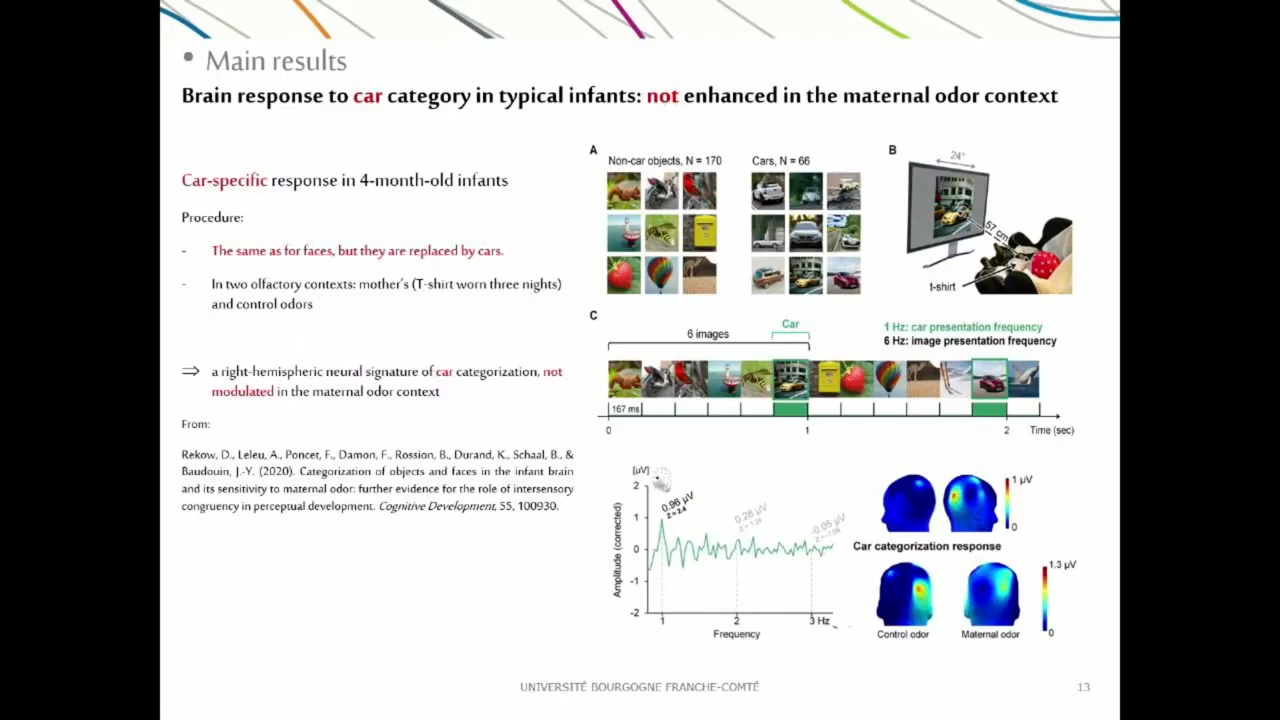 • Main results
Brain response to car category in typical infants: not enhanced in the maternal odor context
Car-specific response in 4-month-old infants
Procedure:
- The same as for faces, but they are replaced by cars.
- In two olfactory contexts: mother's (T-shirt worn three nights)
and control odors
⇒ a right-hemispheric neural signature of car categorization, not
modulated in the maternal odor context
From:
Rekow, D., Leleu, A., Poncet, F., Damon, F., Rossion, B., Durand, K., Schaal, B., &
Baudouin, J.-Y. (2020). Categorization of objects and faces in the infant brain
and its sensitivity to maternal odor: further evidence for the role of intersensory
congruency in perceptual development. Cognitive Development, 55, 100930.
A
Non-car objects, N = 170
Cars, N = 66
B
24°
57 cm
t-shirt
C
Car
6 images
1 Hz: car presentation frequency
6 Hz: image presentation frequency
167 ms
0
1
2
Time (sec)
[µV]
2
1
0
-1
-2
Amplitude (corrected)
0.96 µV
Z = 2.4
0.28 µV
-0.05 µV
1
2
3 Hz
Frequency
1 µV
0
Car categorization response
1.3 µV
0
Control odor
Maternal odor
UNIVERSITÉ BOURGOGNE FRANCHE-COMTÉ
13